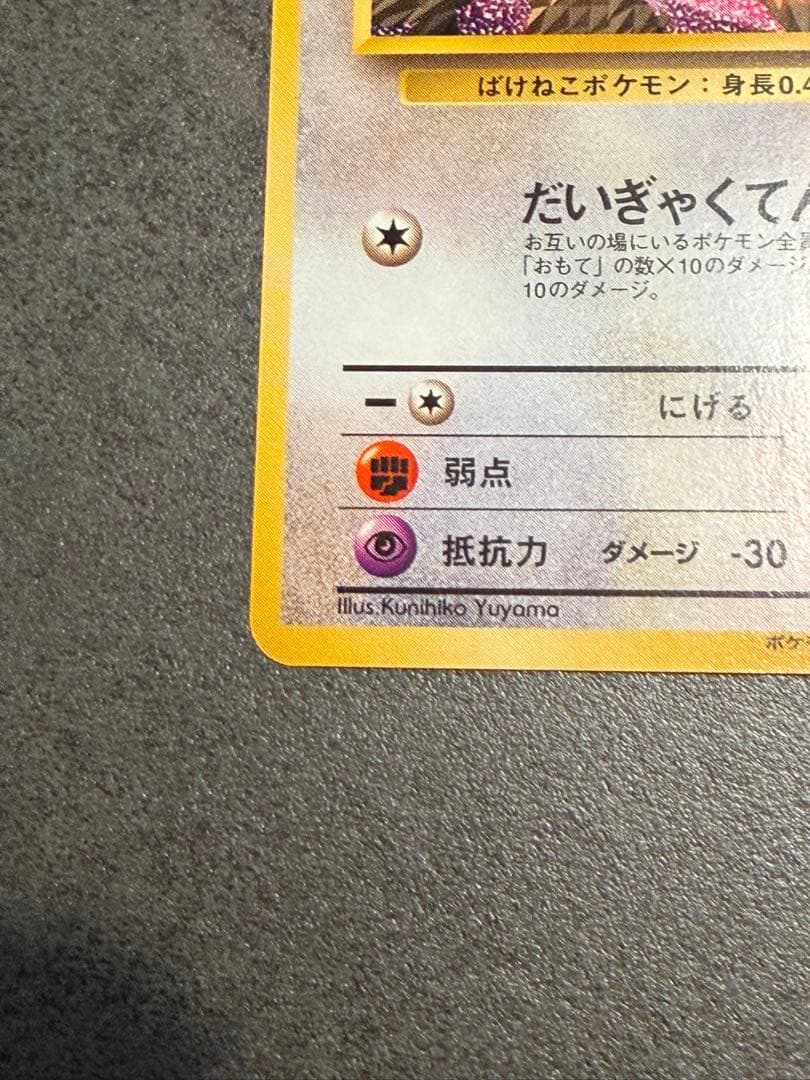 ばけねこポケモン：身長0.4
だいぎゃくてん
お互いの場にいるポケモン全員
「おもて」の数×10のダメージ
10のダメージ。
− にげる
弱点
抵抗力 ダメージ -30
Illus.Kunihiko Yuyama
ポケ